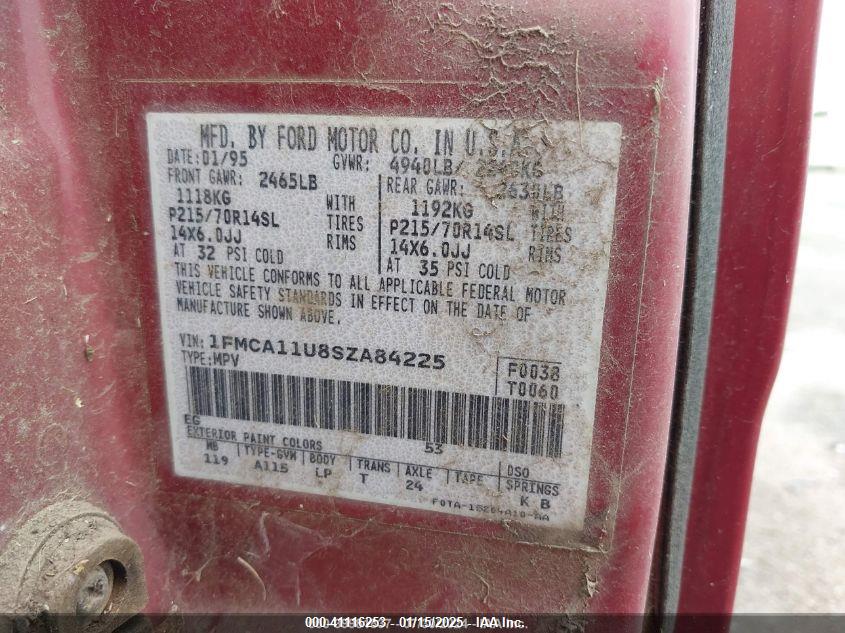 MFD. BY FORD MOTOR CO. IN U.S.A.
DATE: 01/95 GVWR: 4940LB/
FRONT GAWR: 2465LB REAR GAWR:
1118KG WITH 1192KG WITH
P215/70R14SL TIRES P215/70R14SL TIRES
14X6.0JJ RIMS 14X6.0JJ RIMS
AT 32 PSI COLD AT 35 PSI COLD
THIS VEHICLE CONFORMS TO ALL APPLICABLE FEDERAL MOTOR
VEHICLE SAFETY STANDARDS IN EFFECT ON THE DATE OF
MANUFACTURE SHOWN ABOVE.
VIN: 1FMCA11U8SZA84225
TYPE: MPV F0038
T0060
EG 53
EXTERIOR PAINT COLORS DSO
WB TYPE-GVM BODY TRANS AXLE TAPE SPRINGS
119 A115 LP T 24 K B
000-41116253 - 01/15/2025 - IAA Inc.